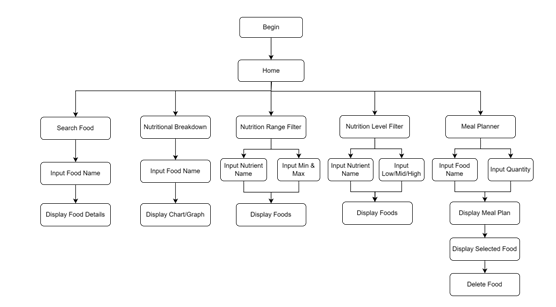 Begin
Home
Search Food
Nutritional Breakdown
Nutrition Range Filter
Nutrition Level Filter
Meal Planner
Input Food Name
Input Food Name
Input Nutrient
Name
Input Min &
Max
Input Nutrient
Name
Input
Low/Mid/High
Input Food
Name
Input Quantity
Display Food Details
Display Chart/Graph
Display Foods
Display Foods
Display Meal Plan
Display Selected Food
Delete Food